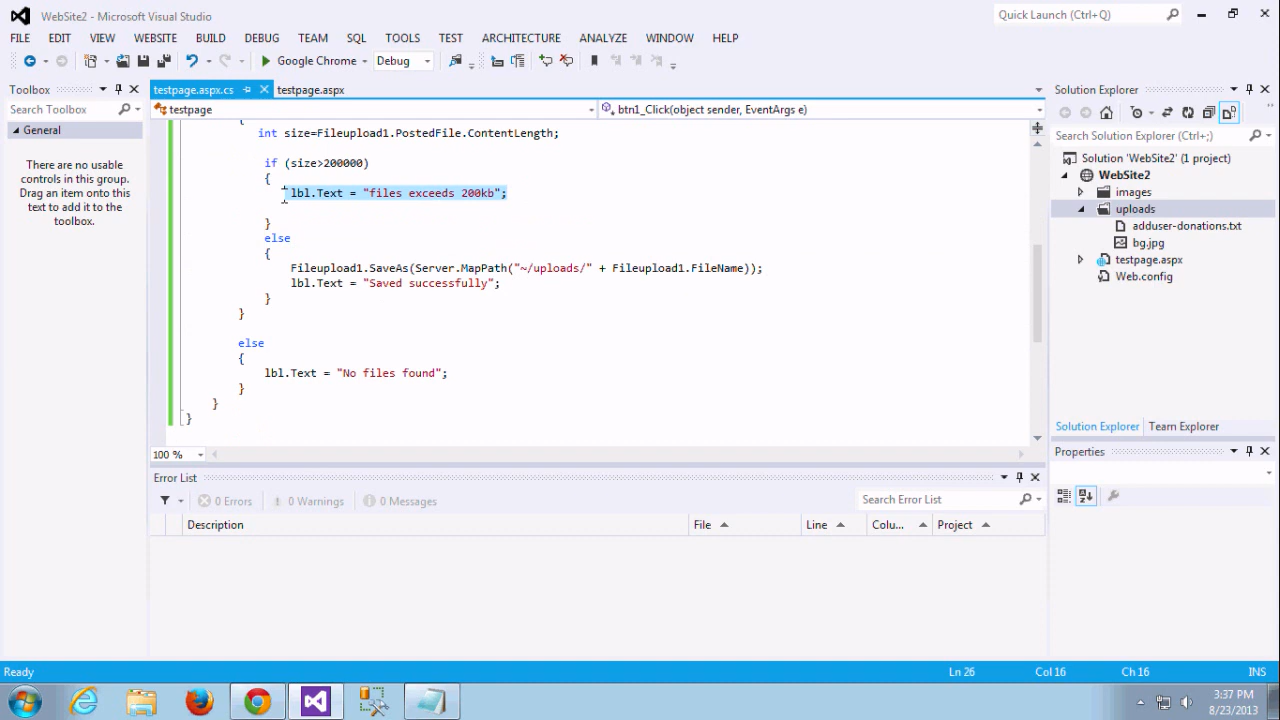 WebSite2 - Microsoft Visual Studio
Quick Launch (Ctrl+Q)
FILE EDIT VIEW WEBSITE BUILD DEBUG TEAM SQL TOOLS TEST ARCHITECTURE ANALYZE WINDOW HELP
Google Chrome Debug
Toolbox
Search Toolbox
General
There are no usable
controls in this group.
Drag an item onto this
text to add it to the
toolbox.
testpage.aspx.cs testpage.aspx
testpage btn1_Click(object sender, EventArgs e)
{
int size=Fileupload1.PostedFile.ContentLength;
if (size>200000)
{
lbl.Text = "files exceeds 200kb";
}
else
{
Fileupload1.SaveAs(Server.MapPath("~/uploads/" + Fileupload1.FileName));
lbl.Text = "Saved successfully";
}
}
else
{
lbl.Text = "No files found";
}
}
}
100 %
Error List
0 Errors 0 Warnings 0 Messages
Search Error List
Description File Line Colu... Project
Solution Explorer
Search Solution Explorer (Ctrl+;)
Solution 'WebSite2' (1 project)
WebSite2
images
uploads
adduser-donations.txt
bg.jpg
testpage.aspx
Web.config
Solution Explorer Team Explorer
Properties
Ready Ln 26 Col 16 Ch 16 INS
3:37 PM
8/23/2013